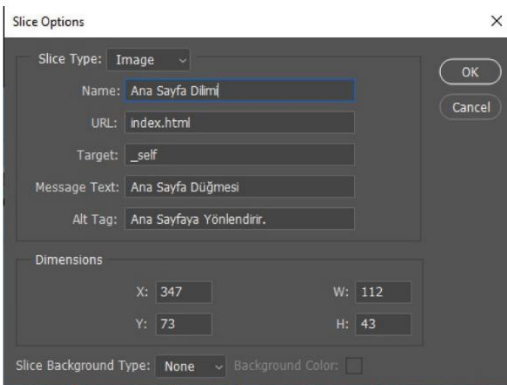 Slice Options
Slice Type: Image
OK
Name: Ana Sayfa Dilimi
Cancel
URL: index.html
Target: _self
Message Text: Ana Sayfa Düğmesi
Alt Tag: Ana Sayfaya Yönlendirir.
Dimensions
X: 347 W: 112
Y: 73 H: 43
Slice Background Type: None Background Color: